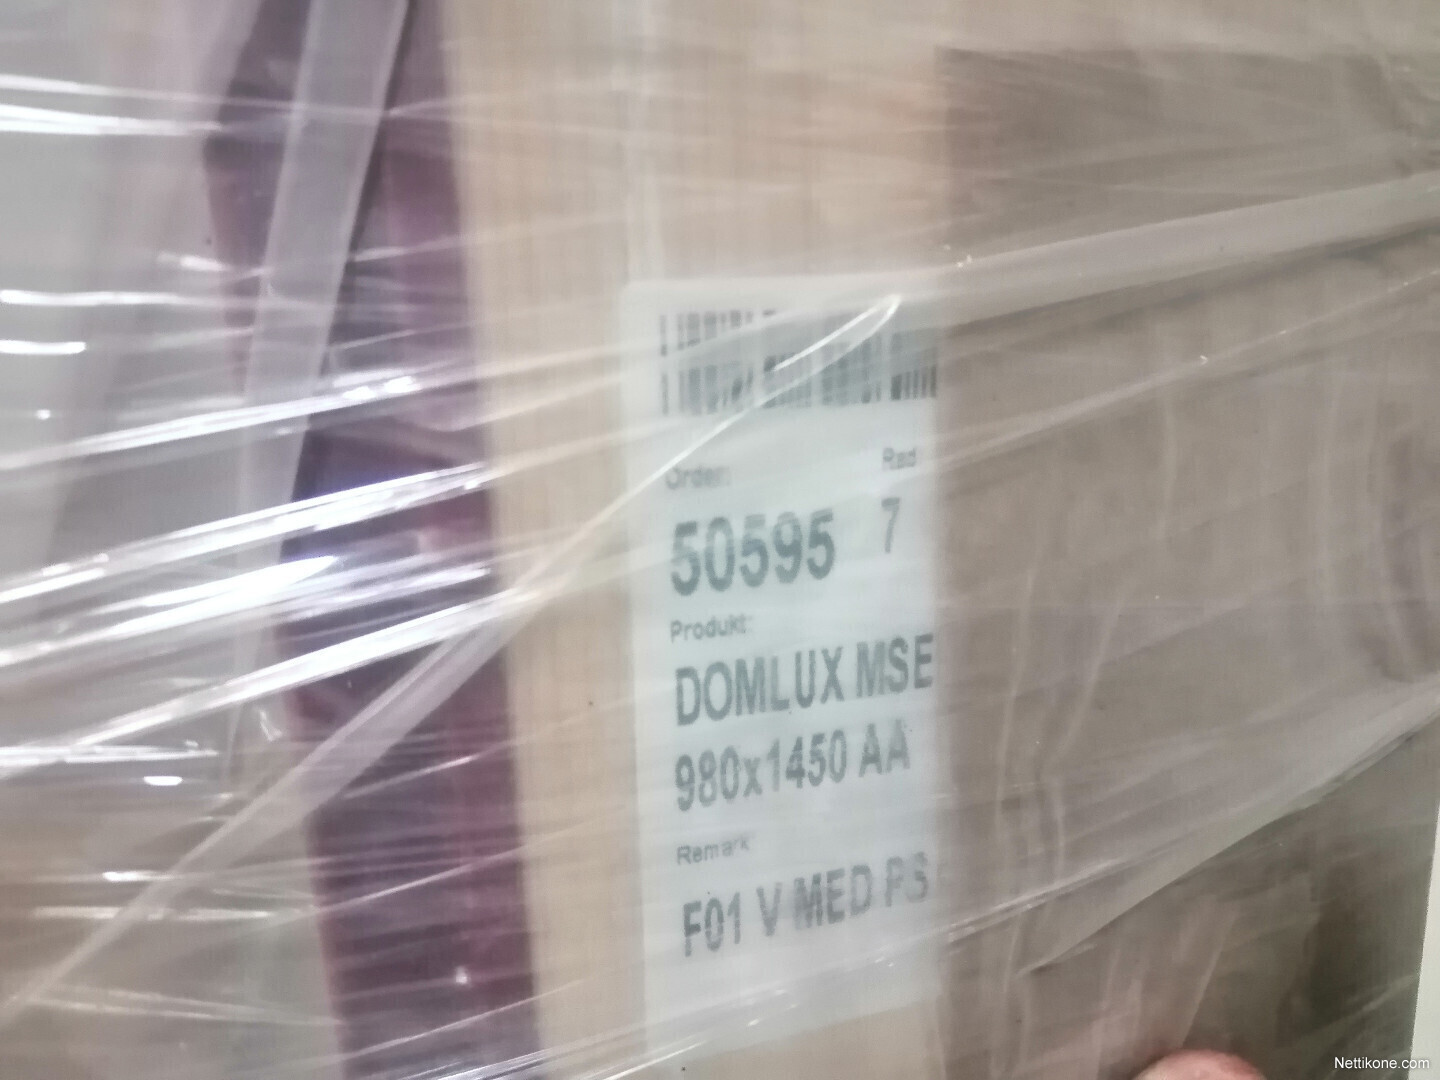 Order: Rad
50595 7
Produkt:
DOMLUX MSE
980x1450 AA
Remark
F01 V MED PS
Nettikone.com